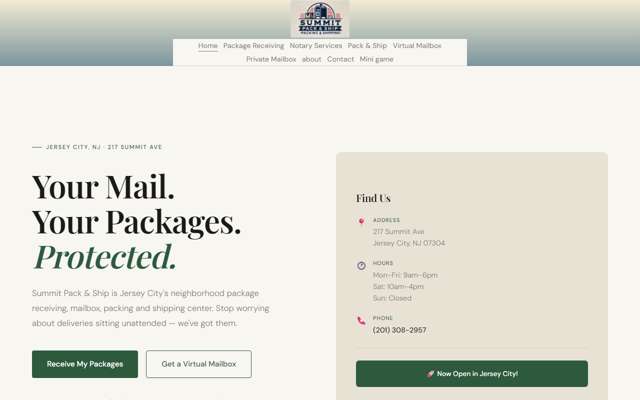 SUMMIT
PACK & SHIP
PACKING & SHIPPING
Home Package Receiving Notary Services Pack & Ship Virtual Mailbox
Private Mailbox about Contact Mini game
JERSEY CITY, NJ · 217 SUMMIT AVE
Your Mail.
Your Packages.
Protected.
Summit Pack & Ship is Jersey City's neighborhood package
receiving, mailbox, packing and shipping center. Stop worrying
about deliveries sitting unattended — we've got them.
Receive My Packages
Get a Virtual Mailbox
Find Us
ADDRESS
217 Summit Ave
Jersey City, NJ 07304
HOURS
Mon–Fri: 9am–6pm
Sat: 10am–4pm
Sun: Closed
PHONE
(201) 308-2957
🚀 Now Open in Jersey City!